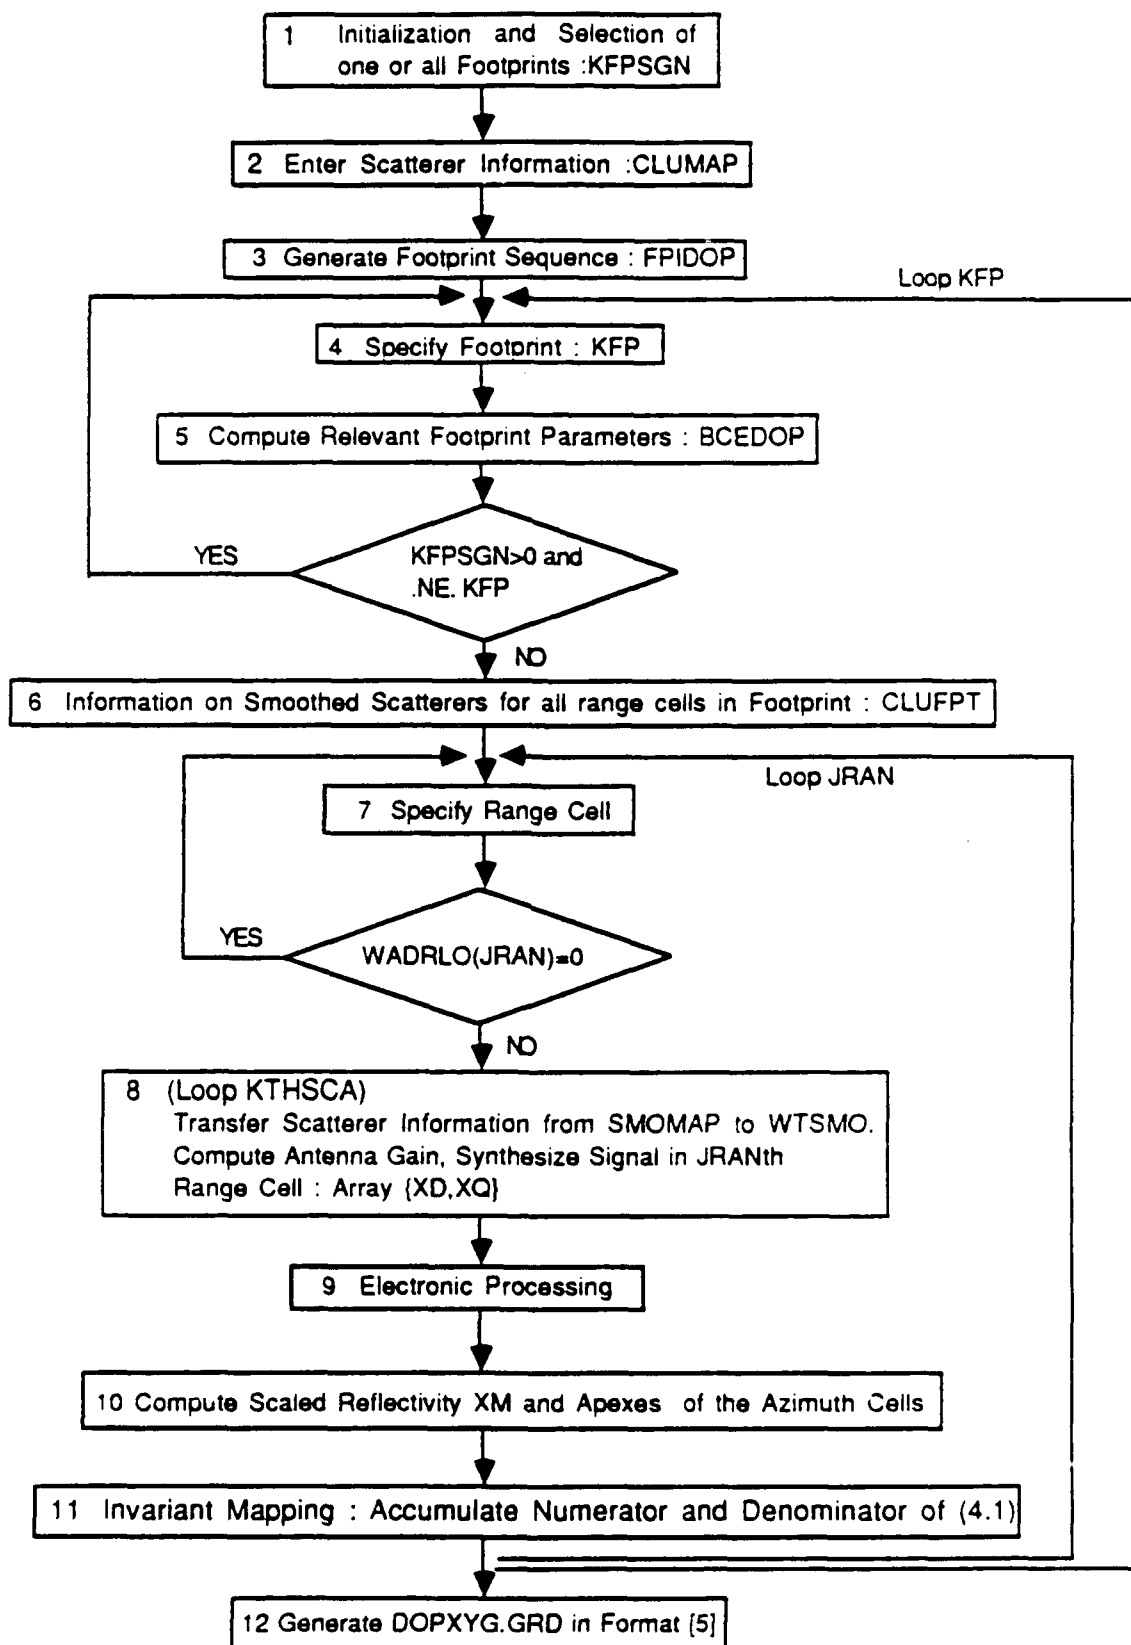 1 Initialization and Selection of
one or all Footprints :KFPSGN
2 Enter Scatterer Information :CLUMAP
3 Generate Footprint Sequence : FPIDOP
Loop KFP
4 Specify Footprint : KFP
5 Compute Relevant Footprint Parameters : BCEDOP
YES
KFPSGN>0 and
.NE. KFP
NO
6 Information on Smoothed Scatterers for all range cells in Footprint : CLUFPT
Loop JRAN
7 Specify Range Cell
YES
WADRLO(JRAN)=0
NO
8 (Loop KTHSCA)
Transfer Scatterer Information from SMOMAP to WTSMO.
Compute Antenna Gain, Synthesize Signal in JRANth
Range Cell : Array {XD,XQ}
9 Electronic Processing
10 Compute Scaled Reflectivity XM and Apexes of the Azimuth Cells
11 Invariant Mapping : Accumulate Numerator and Denominator of (4.1)
12 Generate DOPXYG.GRD in Format [5]